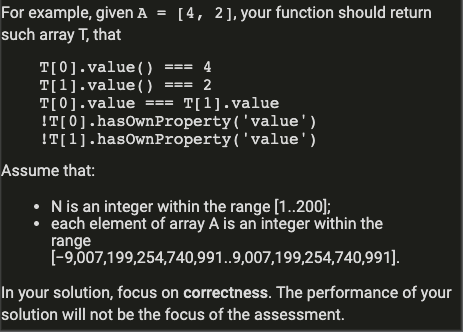 For example, given A = [4, 2], your function should return
such array T, that
T[0].value() === 4
T[1].value() === 2
T[0].value === T[1].value
!T[0].hasOwnProperty('value')
!T[1].hasOwnProperty('value')
Assume that:
• N is an integer within the range [1..200];
• each element of array A is an integer within the
range
[−9,007,199,254,740,991..9,007,199,254,740,991].
In your solution, focus on correctness. The performance of your
solution will not be the focus of the assessment.